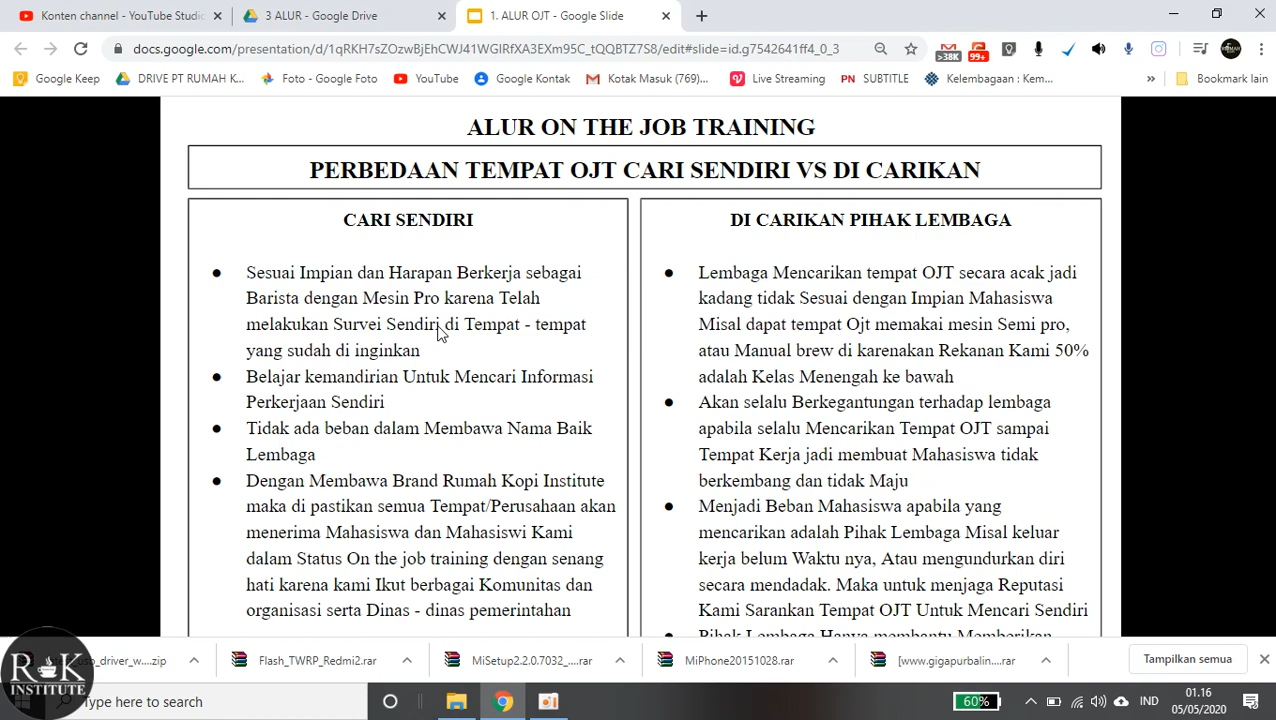 Konten channel - YouTube Studi
3 ALUR - Google Drive
1. ALUR OJT - Google Slide
docs.google.com/presentation/d/1qRKH7sZOzwBjEhCWJ41WGIRfXA3EXm95C_tQQBTZ7S8/edit#slide=id.g7542641ff4_0_3
>38K
99+
Google Keep
DRIVE PT RUMAH K...
Foto - Google Foto
YouTube
Google Kontak
Kotak Masuk (769)...
Live Streaming
PN SUBTITLE
Kelembagaan : Kem...
»
Bookmark lain
ALUR ON THE JOB TRAINING
PERBEDAAN TEMPAT OJT CARI SENDIRI VS DI CARIKAN
CARI SENDIRI
● Sesuai Impian dan Harapan Berkerja sebagai
Barista dengan Mesin Pro karena Telah
melakukan Survei Sendiri di Tempat - tempat
yang sudah di inginkan
● Belajar kemandirian Untuk Mencari Informasi
Perkerjaan Sendiri
● Tidak ada beban dalam Membawa Nama Baik
Lembaga
● Dengan Membawa Brand Rumah Kopi Institute
maka di pastikan semua Tempat/Perusahaan akan
menerima Mahasiswa dan Mahasiswi Kami
dalam Status On the job training dengan senang
hati karena kami Ikut berbagai Komunitas dan
organisasi serta Dinas - dinas pemerintahan
DI CARIKAN PIHAK LEMBAGA
● Lembaga Mencarikan tempat OJT secara acak jadi
kadang tidak Sesuai dengan Impian Mahasiswa
Misal dapat tempat Ojt memakai mesin Semi pro,
atau Manual brew di karenakan Rekanan Kami 50%
adalah Kelas Menengah ke bawah
● Akan selalu Berkegantungan terhadap lembaga
apabila selalu Mencarikan Tempat OJT sampai
Tempat Kerja jadi membuat Mahasiswa tidak
berkembang dan tidak Maju
● Menjadi Beban Mahasiswa apabila yang
mencarikan adalah Pihak Lembaga Misal keluar
kerja belum Waktu nya, Atau mengundurkan diri
secara mendadak. Maka untuk menjaga Reputasi
Kami Sarankan Tempat OJT Untuk Mencari Sendiri
● Pihak Lembaga Hanya membantu Memberikan
usb_driver_w....zip
Flash_TWRP_Redmi2.rar
MiSetup2.2.0.7032_....rar
MiPhone20151028.rar
[www.gigapurbalin....rar
Tampilkan semua
R K
INSTITUTE
Type here to search
60%
IND
01.16
05/05/2020